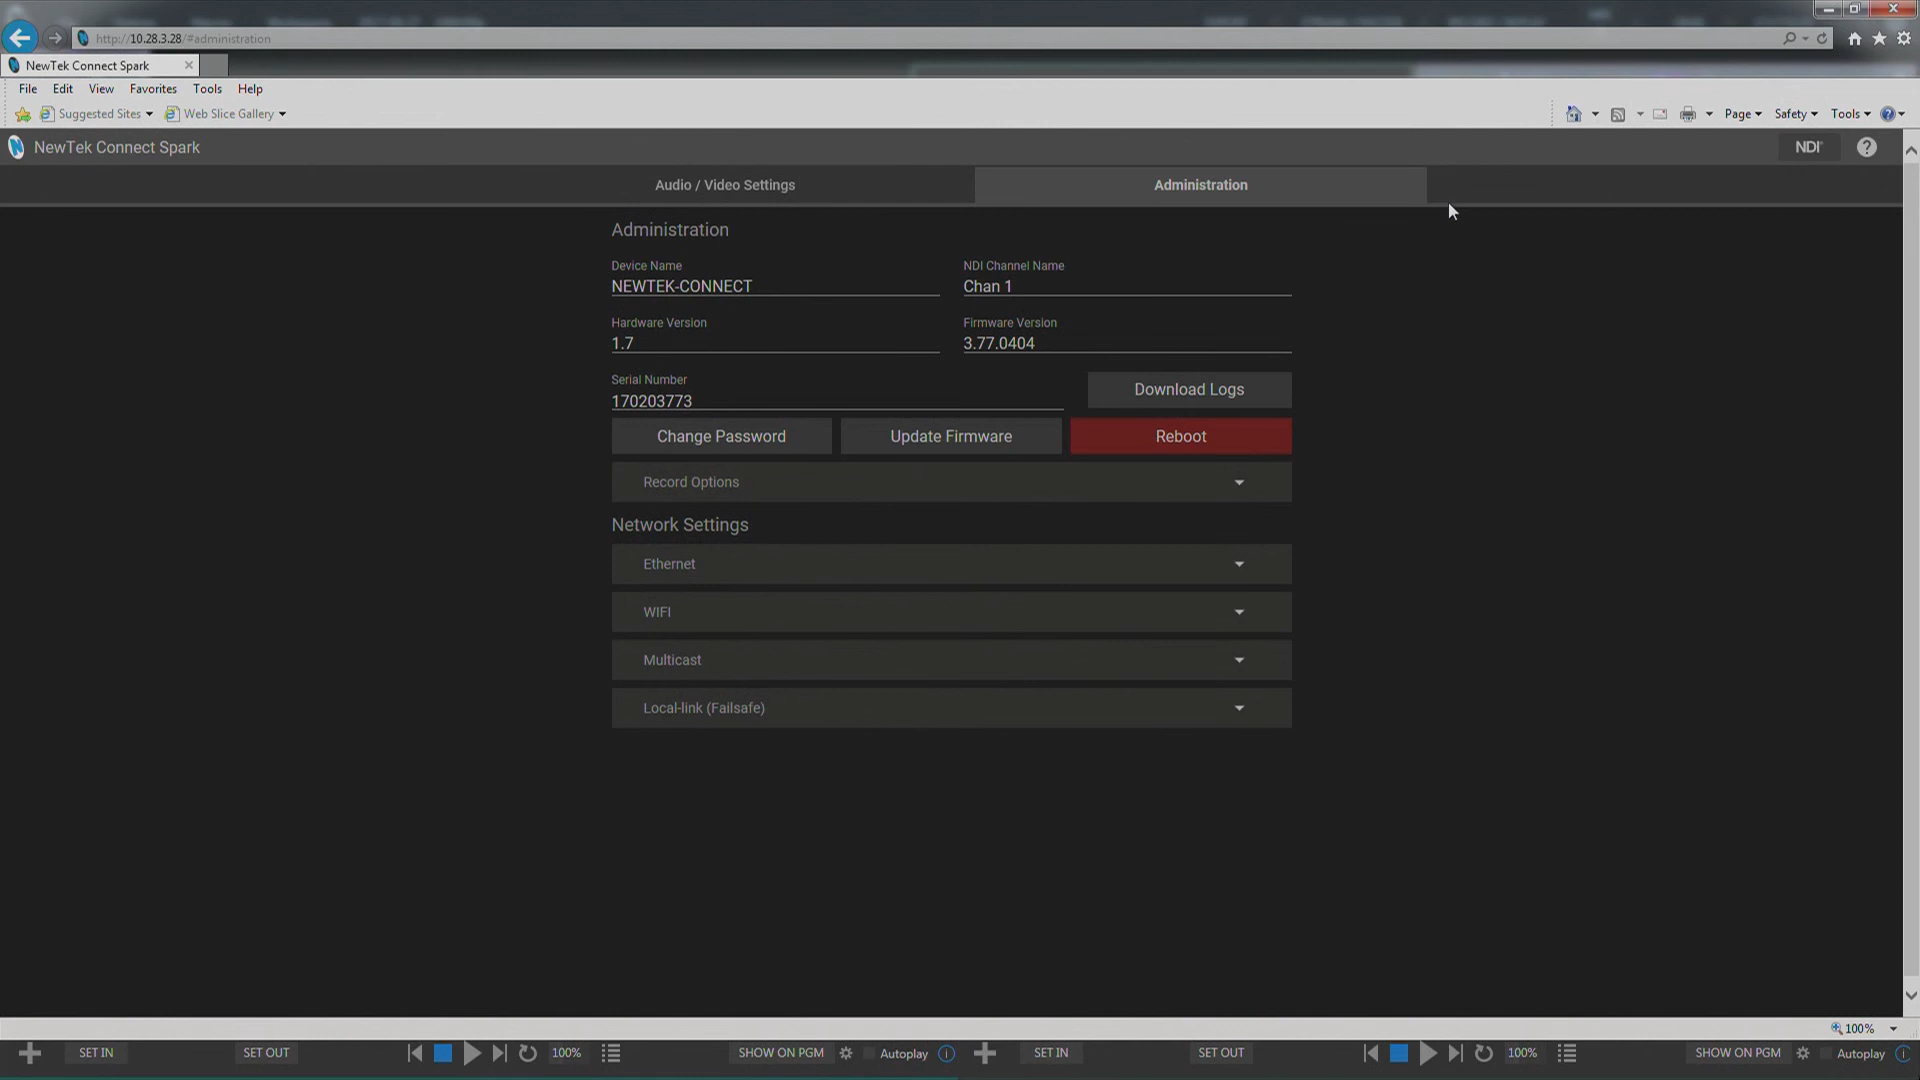 http://10.28.3.28/#administration
NewTek Connect Spark
File Edit View Favorites Tools Help
Suggested Sites Web Slice Gallery Page Safety Tools
NewTek Connect Spark NDI
Audio / Video Settings Administration
Administration
Device Name NDI Channel Name
NEWTEK-CONNECT Chan 1
Hardware Version Firmware Version
1.7 3.77.0404
Serial Number
170203773 Download Logs
Change Password Update Firmware Reboot
Record Options
Network Settings
Ethernet
WIFI
Multicast
Local-link (Failsafe)
100%
SET IN SET OUT 100% SHOW ON PGM Autoplay SET IN SET OUT 100% SHOW ON PGM Autoplay